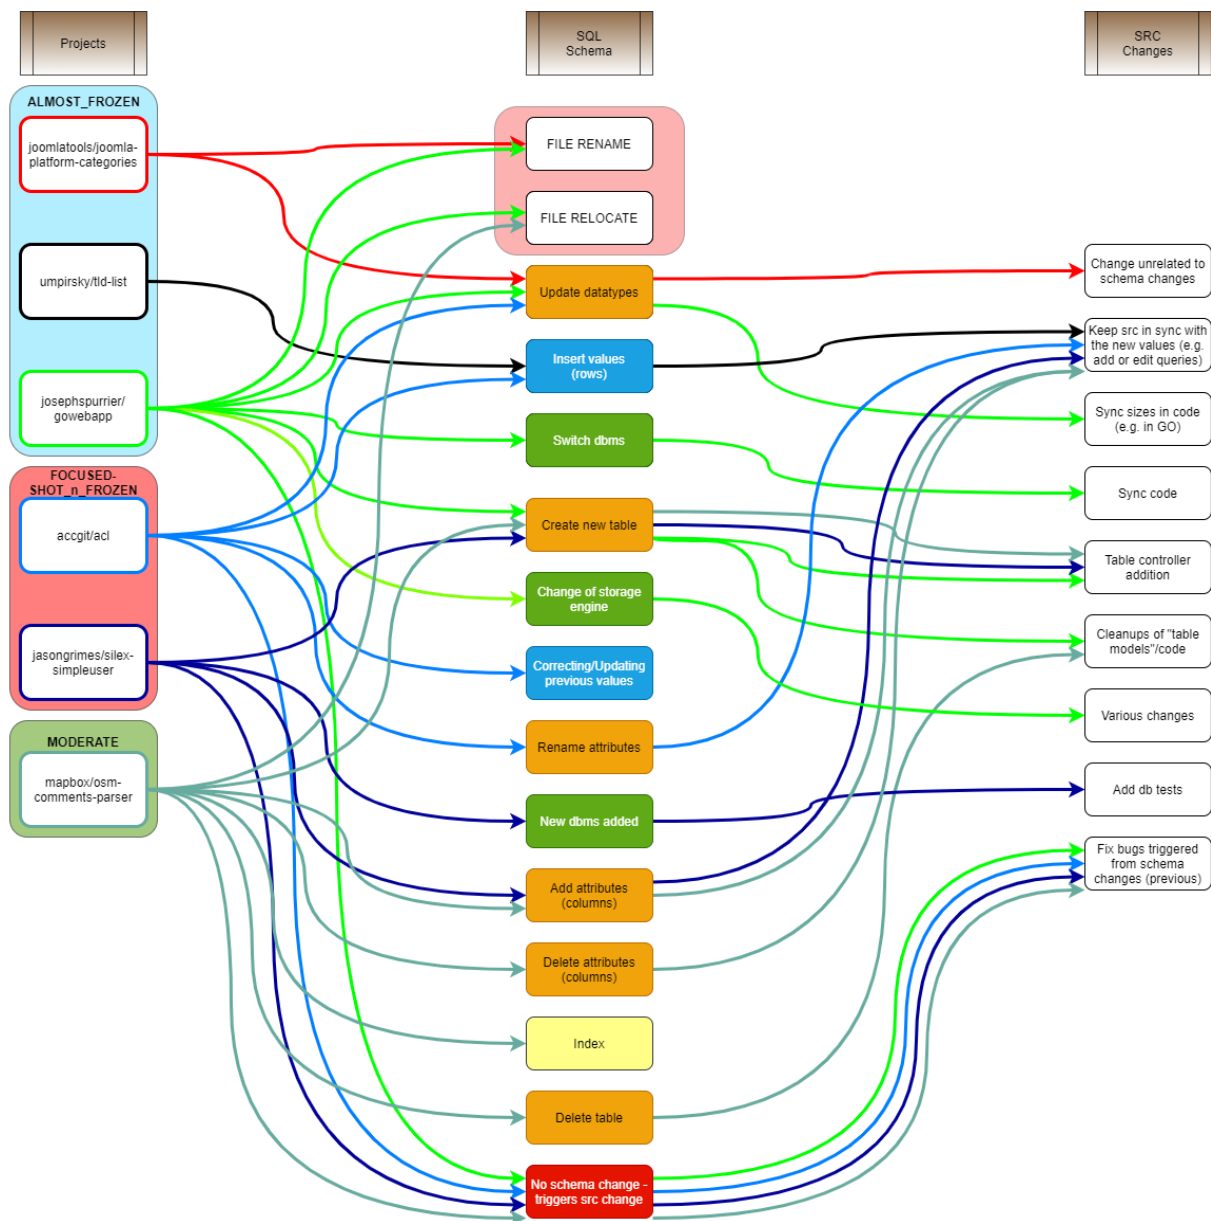 Projects
SQL
Schema
SRC
Changes
ALMOST_FROZEN
joomlatools/joomla-
platform-categories
umpirsky/tld-list
josephspurrier/
gowebapp
FOCUSED-
SHOT_n_FROZEN
accgit/acl
jasongrimes/silex-
simpleuser
MODERATE
mapbox/osm-
comments-parser
FILE RENAME
FILE RELOCATE
Update datatypes
Insert values
(rows)
Switch dbms
Create new table
Change of storage
engine
Correcting/Updating
previous values
Rename attributes
New dbms added
Add attributes
(columns)
Delete attributes
(columns)
Index
Delete table
No schema change -
triggers src change
Change unrelated to
schema changes
Keep src in sync with
the new values (e.g.
add or edit queries)
Sync sizes in code
(e.g. in GO)
Sync code
Table controller
addition
Cleanups of "table
models"/code
Various changes
Add db tests
Fix bugs triggered
from schema
changes (previous)